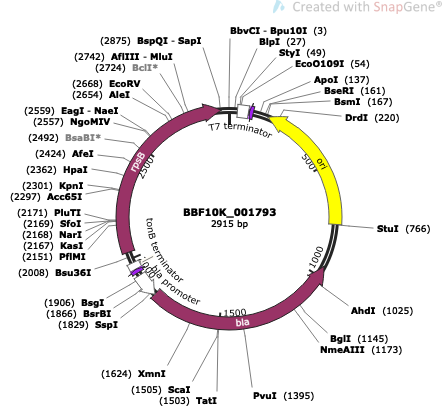 Created with SnapGene®
BbvCI - Bpu10I (3)
BlpI (27)
StyI (49)
EcoO109I (54)
ApoI (137)
BseRI (161)
BsmI (167)
DrdI (220)
StuI (766)
AhdI (1025)
BglI (1145)
NmeAIII (1173)
PvuI (1395)
(1503) TatI
(1505) ScaI
(1624) XmnI
(1829) SspI
(1866) BsrBI
(1906) BsgI
(2008) Bsu36I
(2151) PflMI
(2167) KasI
(2168) NarI
(2169) SfoI
(2171) PluTI
(2297) Acc65I
(2301) KpnI
(2362) HpaI
(2424) AfeI
(2492) BsaBI*
(2557) NgoMIV
(2559) EagI - NaeI
(2654) AleI
(2668) EcoRV
(2724) BclI*
(2742) AflIII - MluI
(2875) BspQI - SapI
T7 terminator
ori
500
1000
1500
bla
bla promoter
tonB terminator
rpsB
2500
BBF10K_001793
2915 bp